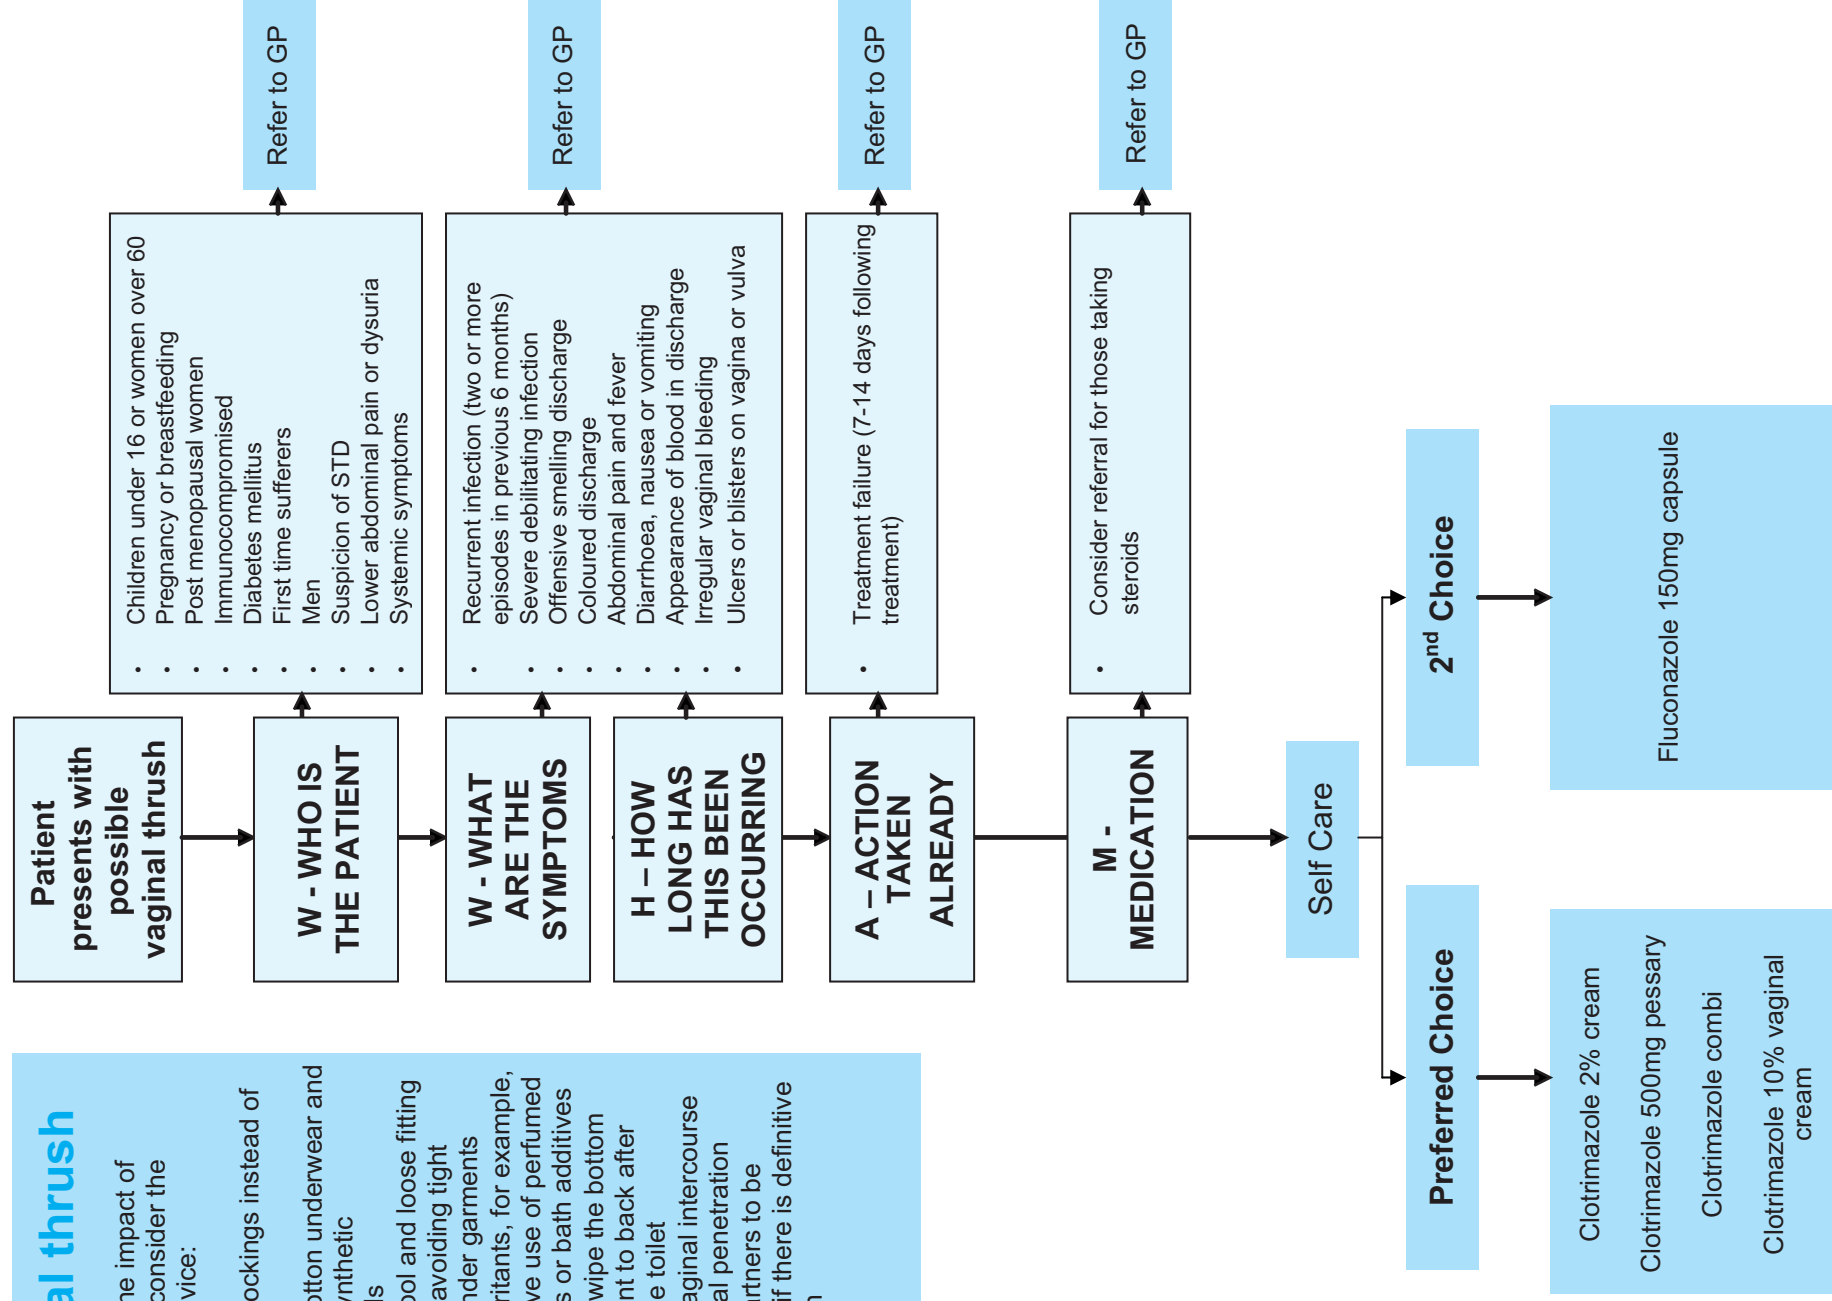 al thrush
ne impact of
consider the
vice:
ockings instead of
otton underwear and
ynthetic
ls
ool and loose fitting
avoiding tight
nder garments
ritants, for example,
ve use of perfumed
s or bath additives
wipe the bottom
nt to back after
e toilet
aginal intercourse
al penetration
artners to be
if there is definitive
Patient
presents with
possible
vaginal thrush
W - WHO IS
THE PATIENT
• Children under 16 or women over 60
• Pregnancy or breastfeeding
• Post menopausal women
• Immunocompromised
• Diabetes mellitus
• First time sufferers
• Men
• Suspicion of STD
• Lower abdominal pain or dysuria
• Systemic symptoms
Refer to GP
W - WHAT
ARE THE
SYMPTOMS
H – HOW
LONG HAS
THIS BEEN
OCCURRING
• Recurrent infection (two or more
episodes in previous 6 months)
• Severe debilitating infection
• Offensive smelling discharge
• Coloured discharge
• Abdominal pain and fever
• Diarrhoea, nausea or vomiting
• Appearance of blood in discharge
• Irregular vaginal bleeding
• Ulcers or blisters on vagina or vulva
Refer to GP
A – ACTION
TAKEN
ALREADY
• Treatment failure (7-14 days following
treatment)
Refer to GP
M -
MEDICATION
• Consider referral for those taking
steroids
Refer to GP
Self Care
Preferred Choice
2nd Choice
Clotrimazole 2% cream
Clotrimazole 500mg pessary
Clotrimazole combi
Clotrimazole 10% vaginal
cream
Fluconazole 150mg capsule